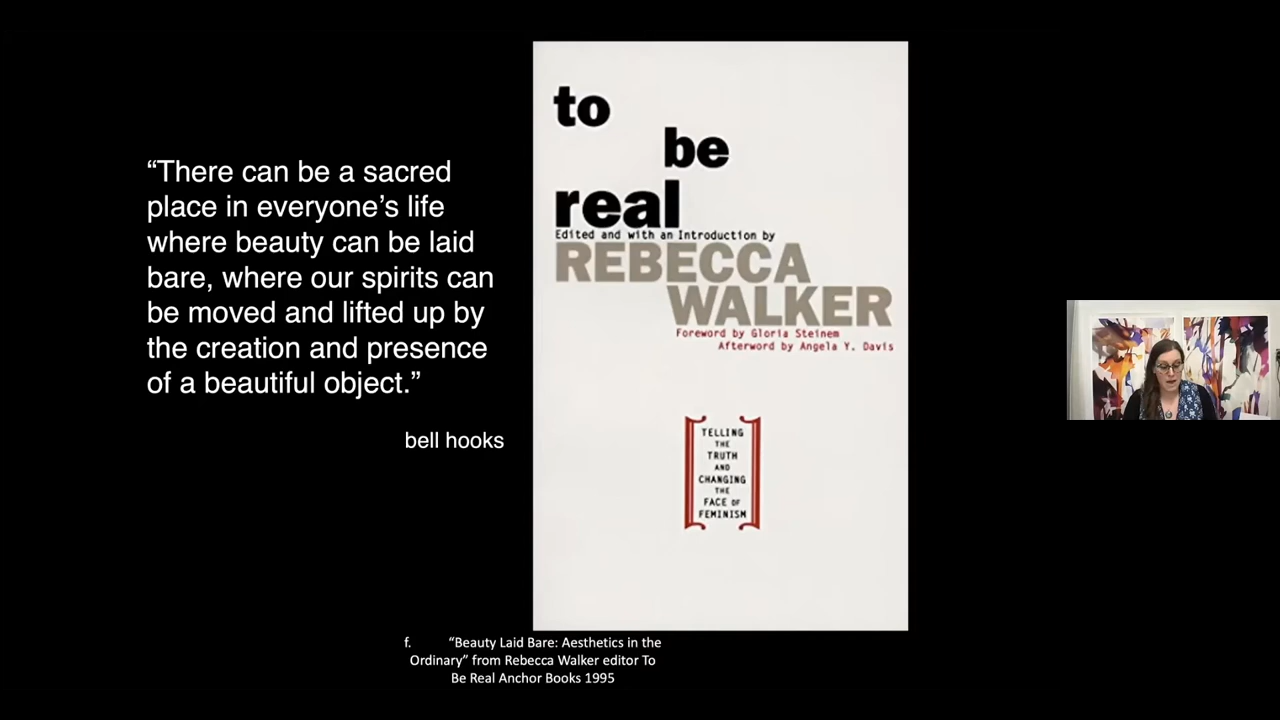 “There can be a sacred
place in everyone’s life
where beauty can be laid
bare, where our spirits can
be moved and lifted up by
the creation and presence
of a beautiful object.”
bell hooks
to
be
real
Edited and with an Introduction by
REBECCA
WALKER
Foreword by Gloria Steinem
Afterword by Angela Y. Davis
TELLING
THE
TRUTH
AND
CHANGING
THE
FACE OF
FEMINISM
f. “Beauty Laid Bare: Aesthetics in the
Ordinary” from Rebecca Walker editor To
Be Real Anchor Books 1995